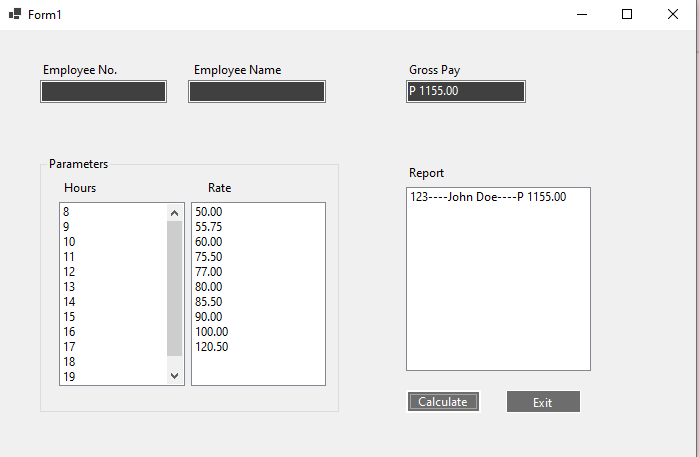 Form1
Employee No.
Employee Name
Gross Pay
P 1155.00
Parameters
Hours
Rate
8
9
10
11
12
13
14
15
16
17
18
19
50.00
55.75
60.00
75.50
77.00
80.00
85.50
90.00
100.00
120.50
Report
123----John Doe----P 1155.00
Calculate
Exit